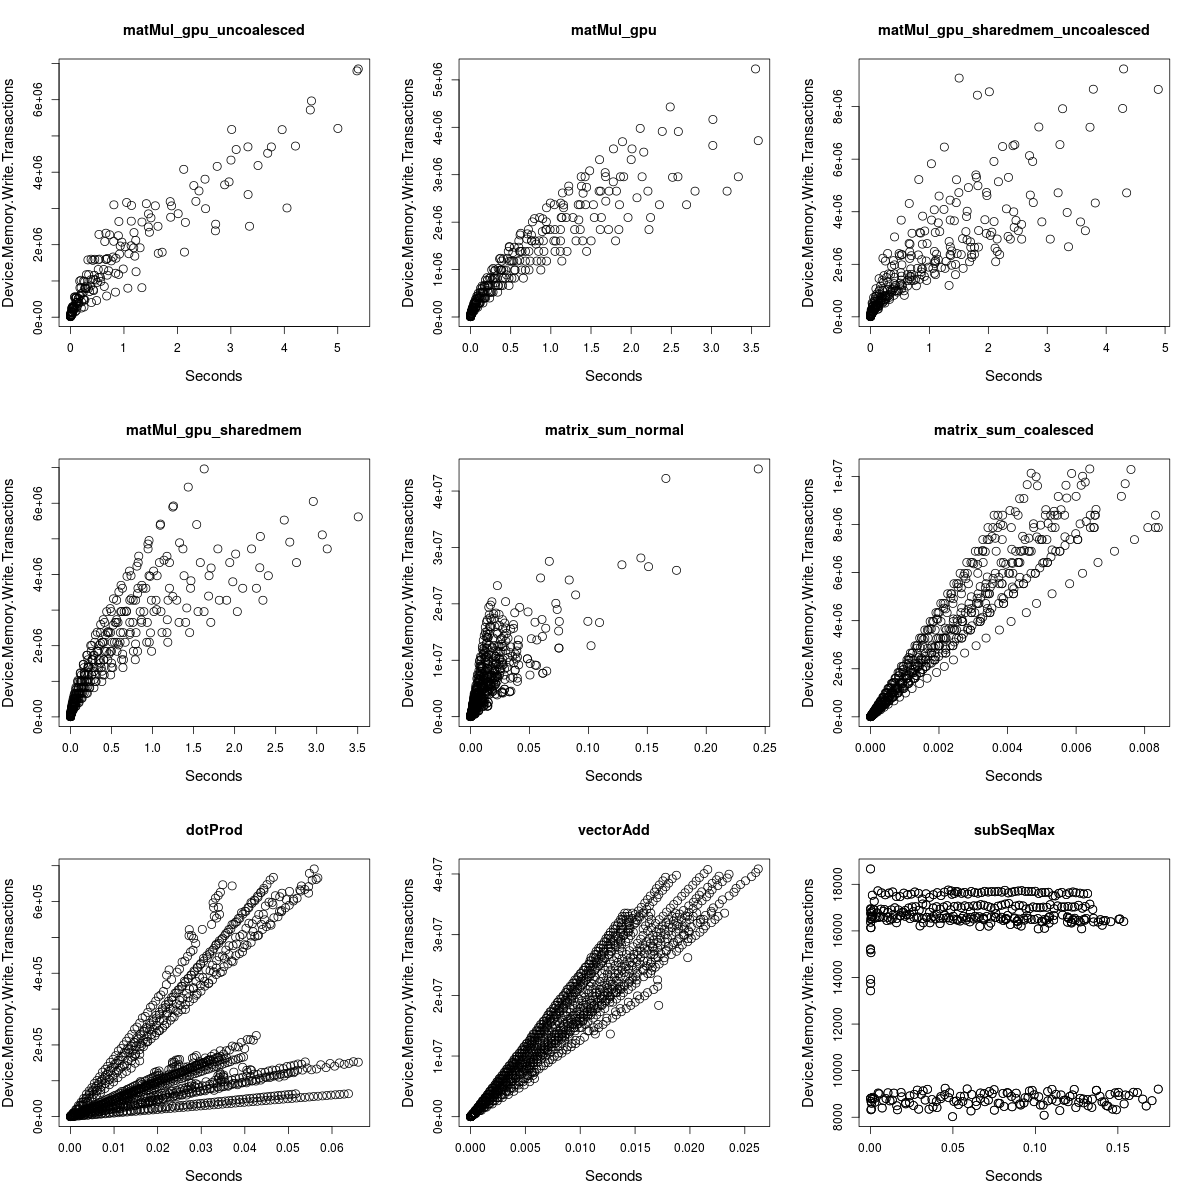 matMul_gpu_uncoalesced
Device.Memory.Write.Transactions
0e+00 2e+06 4e+06 6e+06
0 1 2 3 4 5
Seconds
matMul_gpu
Device.Memory.Write.Transactions
0e+00 1e+06 2e+06 3e+06 4e+06 5e+06
0.0 0.5 1.0 1.5 2.0 2.5 3.0 3.5
Seconds
matMul_gpu_sharedmem_uncoalesced
Device.Memory.Write.Transactions
0e+00 2e+06 4e+06 6e+06 8e+06
0 1 2 3 4 5
Seconds
matMul_gpu_sharedmem
Device.Memory.Write.Transactions
0e+00 2e+06 4e+06 6e+06
0.0 0.5 1.0 1.5 2.0 2.5 3.0 3.5
Seconds
matrix_sum_normal
Device.Memory.Write.Transactions
0e+00 1e+07 2e+07 3e+07 4e+07
0.00 0.05 0.10 0.15 0.20 0.25
Seconds
matrix_sum_coalesced
Device.Memory.Write.Transactions
0e+00 2e+06 4e+06 6e+06 8e+06 1e+07
0.000 0.002 0.004 0.006 0.008
Seconds
dotProd
Device.Memory.Write.Transactions
0e+00 2e+05 4e+05 6e+05
0.00 0.01 0.02 0.03 0.04 0.05 0.06
Seconds
vectorAdd
Device.Memory.Write.Transactions
0e+00 1e+07 2e+07 3e+07 4e+07
0.000 0.005 0.010 0.015 0.020 0.025
Seconds
subSeqMax
Device.Memory.Write.Transactions
8000 10000 12000 14000 16000 18000
0.00 0.05 0.10 0.15
Seconds